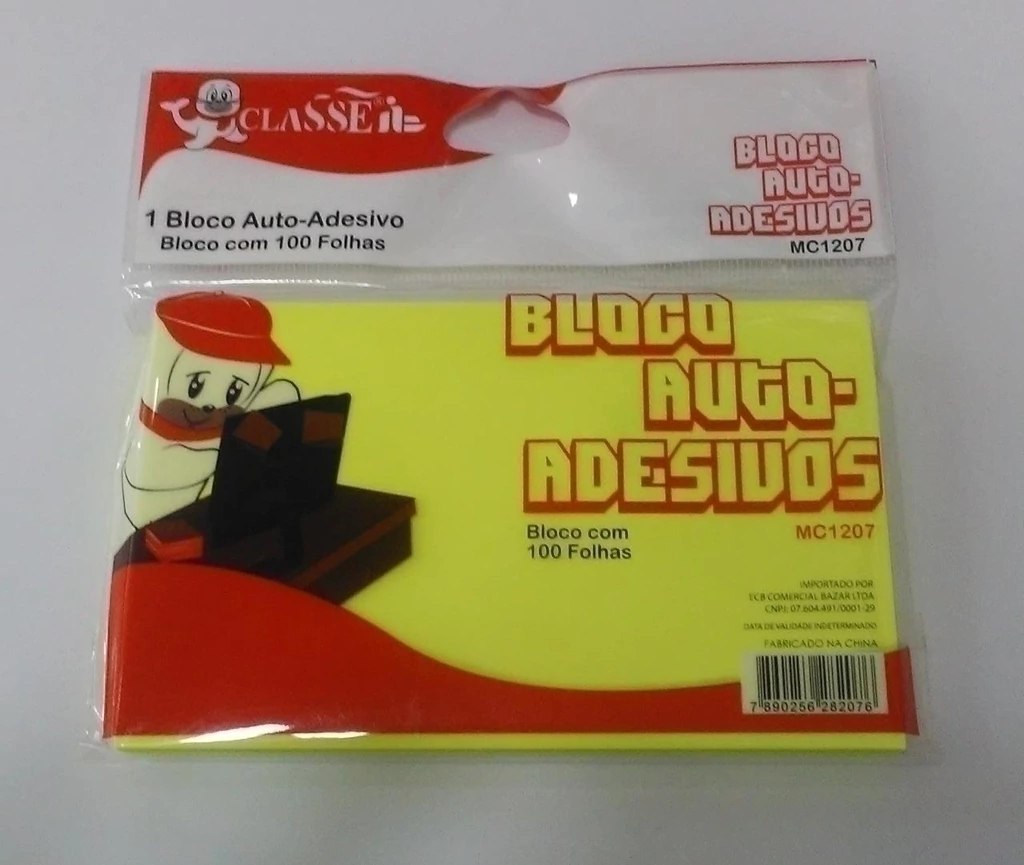 CLASSE® it
1 Bloco Auto-Adesivo
Bloco com 100 Folhas
BLOCO
AUTO-
ADESIVOS
MC1207
BLOCO
AUTO-
ADESIVOS
Bloco com
100 Folhas
MC1207
IMPORTADO POR
ECB COMERCIAL BAZAR LTDA
CNPJ: 07.604.491/0001-29
DATA DE VALIDADE INDETERMINADO
FABRICADO NA CHINA
7 890256 282076